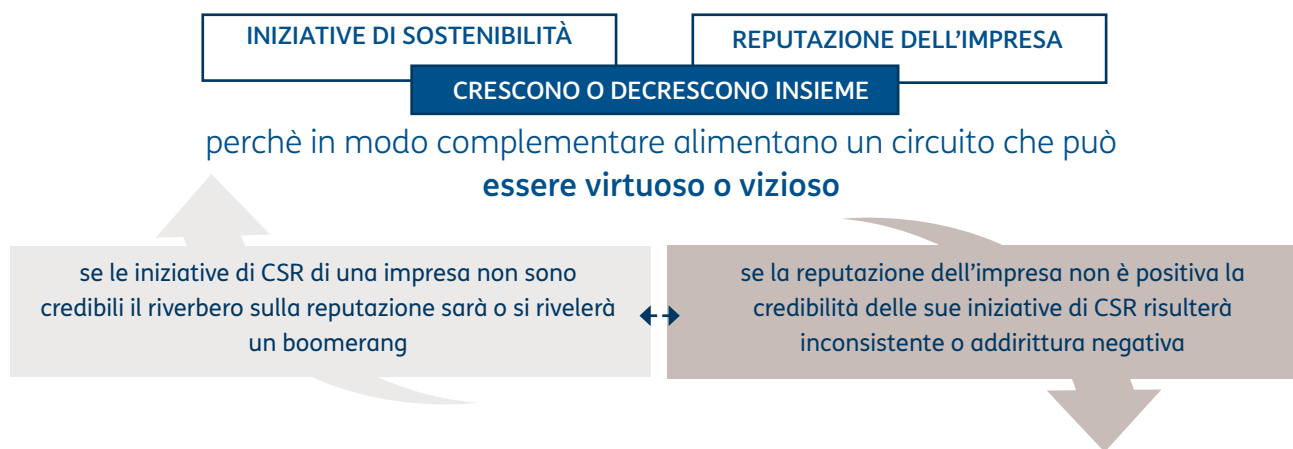 INIZIATIVE DI SOSTENIBILITÀ
REPUTAZIONE DELL'IMPRESA
CRESCONO O DECRESCONO INSIEME
perchè in modo complementare alimentano un circuito che può
essere virtuoso o vizioso
se le iniziative di CSR di una impresa non sono
credibili il riverbero sulla reputazione sarà o si rivelerà
un boomerang
se la reputazione dell'impresa non è positiva la
credibilità delle sue iniziative di CSR risulterà
inconsistente o addirittura negativa